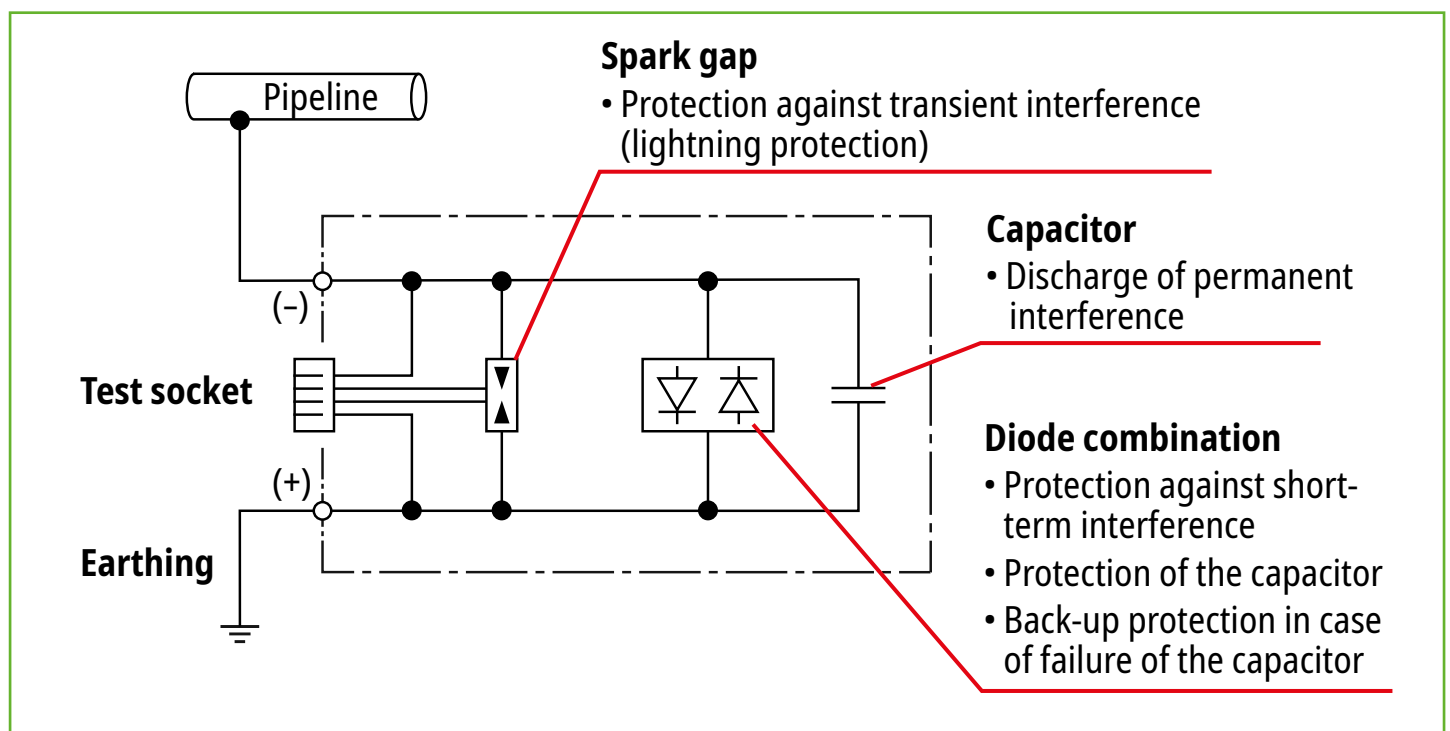 Spark gap
• Protection against transient interference
(lightning protection)
Pipeline
Capacitor
• Discharge of permanent
interference
(–)
Test socket
Diode combination
• Protection against short-
term interference
• Protection of the capacitor
• Back-up protection in case
of failure of the capacitor
(+)
Earthing